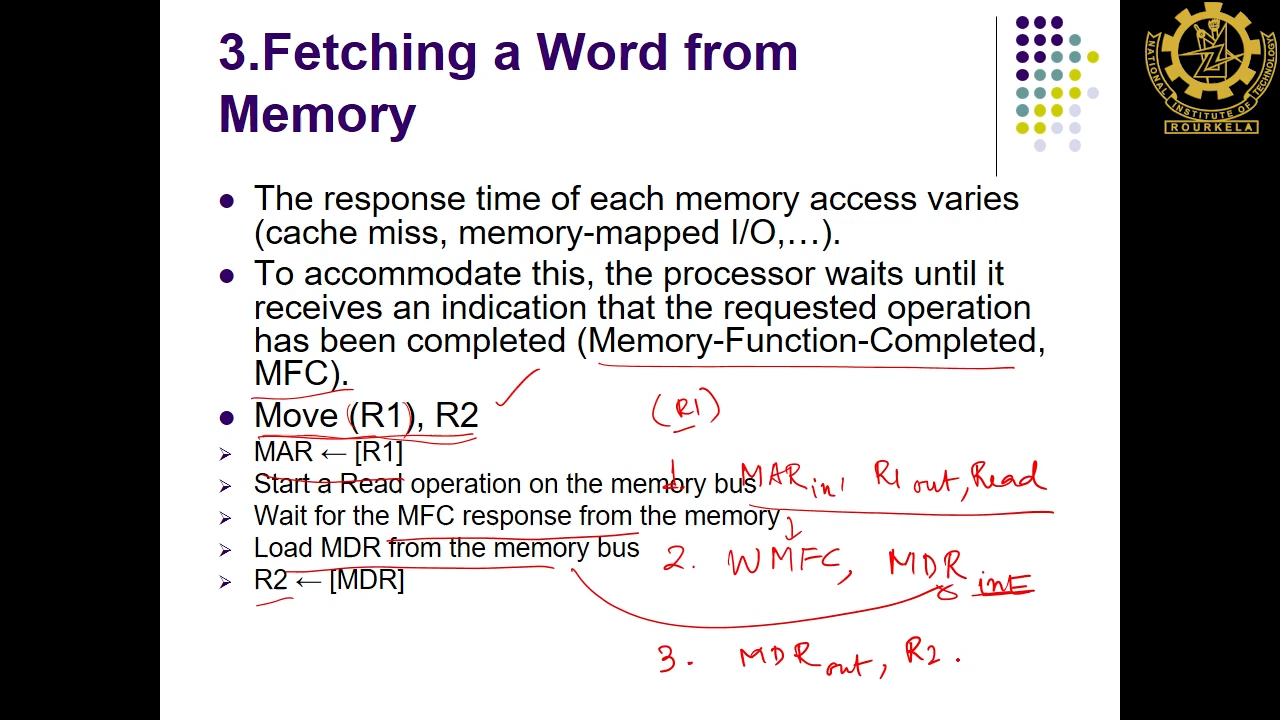 3.Fetching a Word from
Memory
NATIONAL INSTITUTE OF TECHNOLOGY
ROURKELA
● The response time of each memory access varies
(cache miss, memory-mapped I/O,…).
● To accommodate this, the processor waits until it
receives an indication that the requested operation
has been completed (Memory-Function-Completed,
MFC).
● Move (R1), R2
(R1)
➢ MAR ← [R1]
➢ Start a Read operation on the memory bus
1. MARin, R1out, Read
➢ Wait for the MFC response from the memory
➢ Load MDR from the memory bus
2. WMFC, MDRinE
➢ R2 ← [MDR]
3. MDRout, R2.